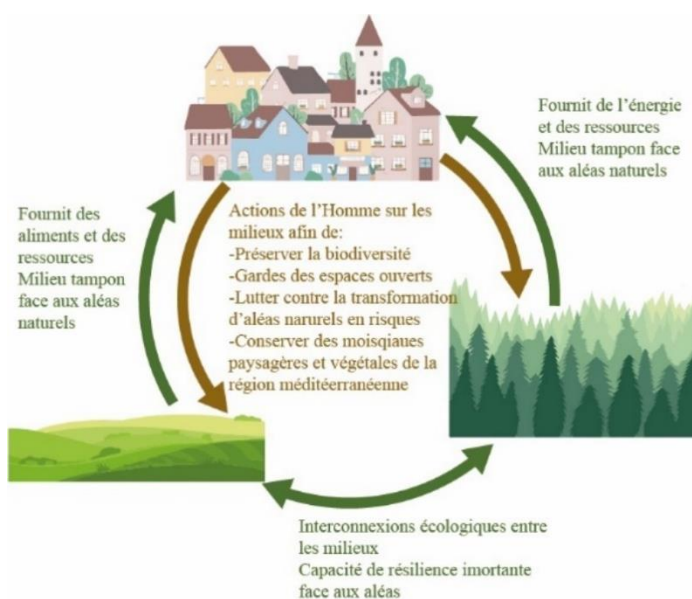 Fournit de l'énergie
et des ressources
Milieu tampon face
aux aléas naturels
Fournit des
aliments et des
ressources
Milieu tampon
face aux aléas
naturels
Actions de l'Homme sur les
milieux afin de:
-Préserver la biodiversité
-Gardes des espaces ouverts
-Lutter contre la transformation
d'aléas narurels en risques
-Conserver des moisqiaues
paysagères et végétales de la
région méditéerranéenne
Interconnexions écologiques entre
les milieux
Capacité de résilience imortante
face aux aléas